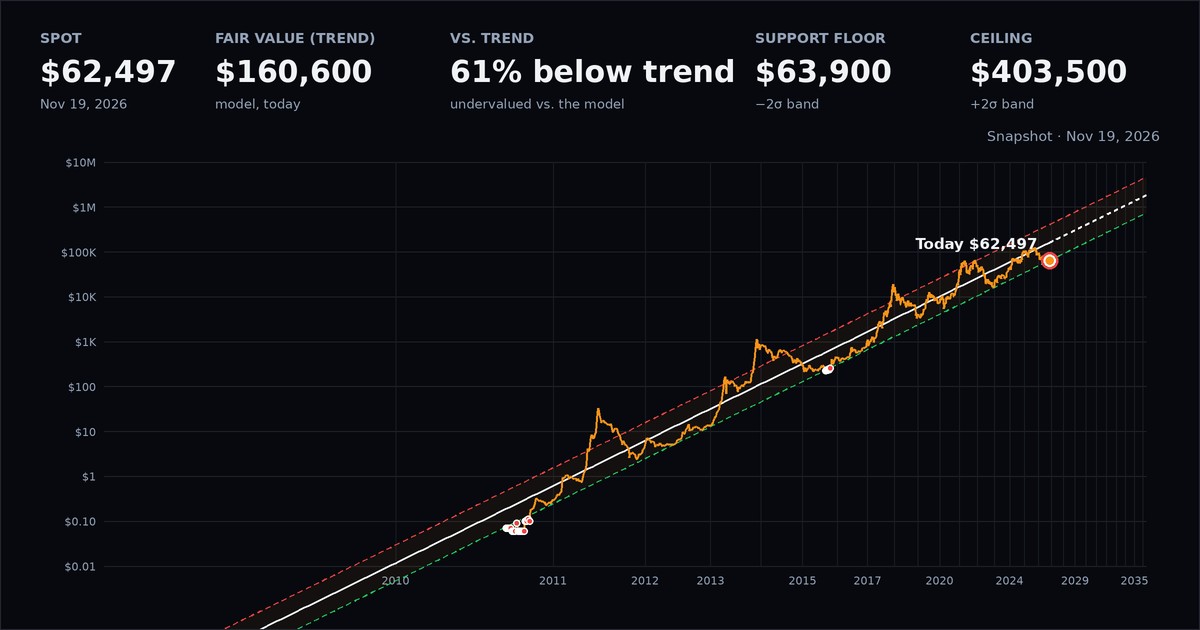 SPOT
$62,497
Nov 19, 2026
FAIR VALUE (TREND)
$160,600
model, today
VS. TREND
61% below trend
undervalued vs. the model
SUPPORT FLOOR
$63,900
−2σ band
CEILING
$403,500
+2σ band
Snapshot · Nov 19, 2026
$10M
$1M
$100K
$10K
$1K
$100
$10
$1
$0.10
$0.01
Today $62,497
2010 2011 2012 2013 2015 2017 2020 2024 2029 2035